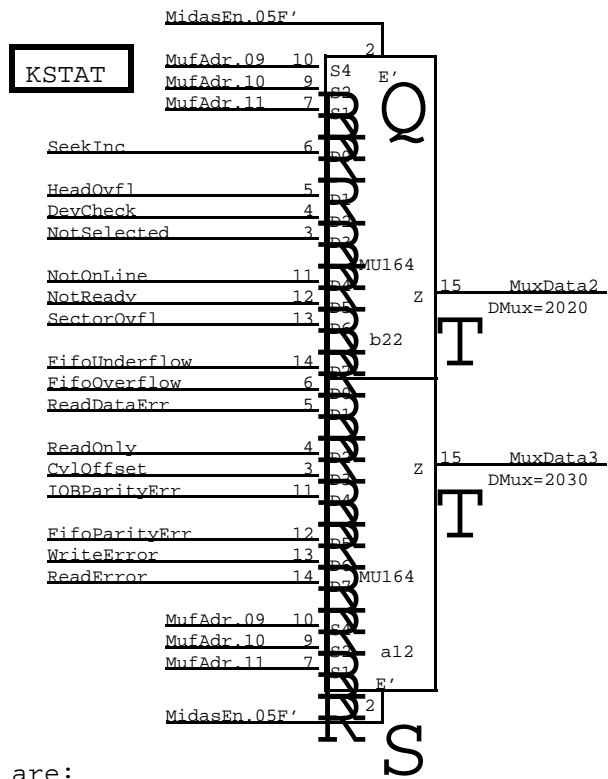 MidasEn.05F'
2
E'
KSTAT
MufAdr.09 10 S4
MufAdr.10 9 S2
MufAdr.11 7 S1
Q
SeekInc 6 D0
HeadOvfl 5 D1
DevCheck 4 D2
NotSelected 3 D3
MU164
NotOnLine 11 D4
NotReady 12 D5
SectorOvfl 13 D6
Z 15 MuxData2
DMux=2020
b22
T
FifoUnderflow 14 D7
FifoOverflow 6 D0
ReadDataErr 5 D1
ReadOnly 4
CylOffset 3 D3
IOBParityErr 11 D4
Z 15 MuxData3
DMux=2030
T
FifoParityErr 12 D5
WriteError 13 D6
ReadError 14 D7
MU164
MufAdr.09 10 S4
MufAdr.10 9 S2
MufAdr.11 7 S1
a12
E'
2
MidasEn.05F'
R
S
are: